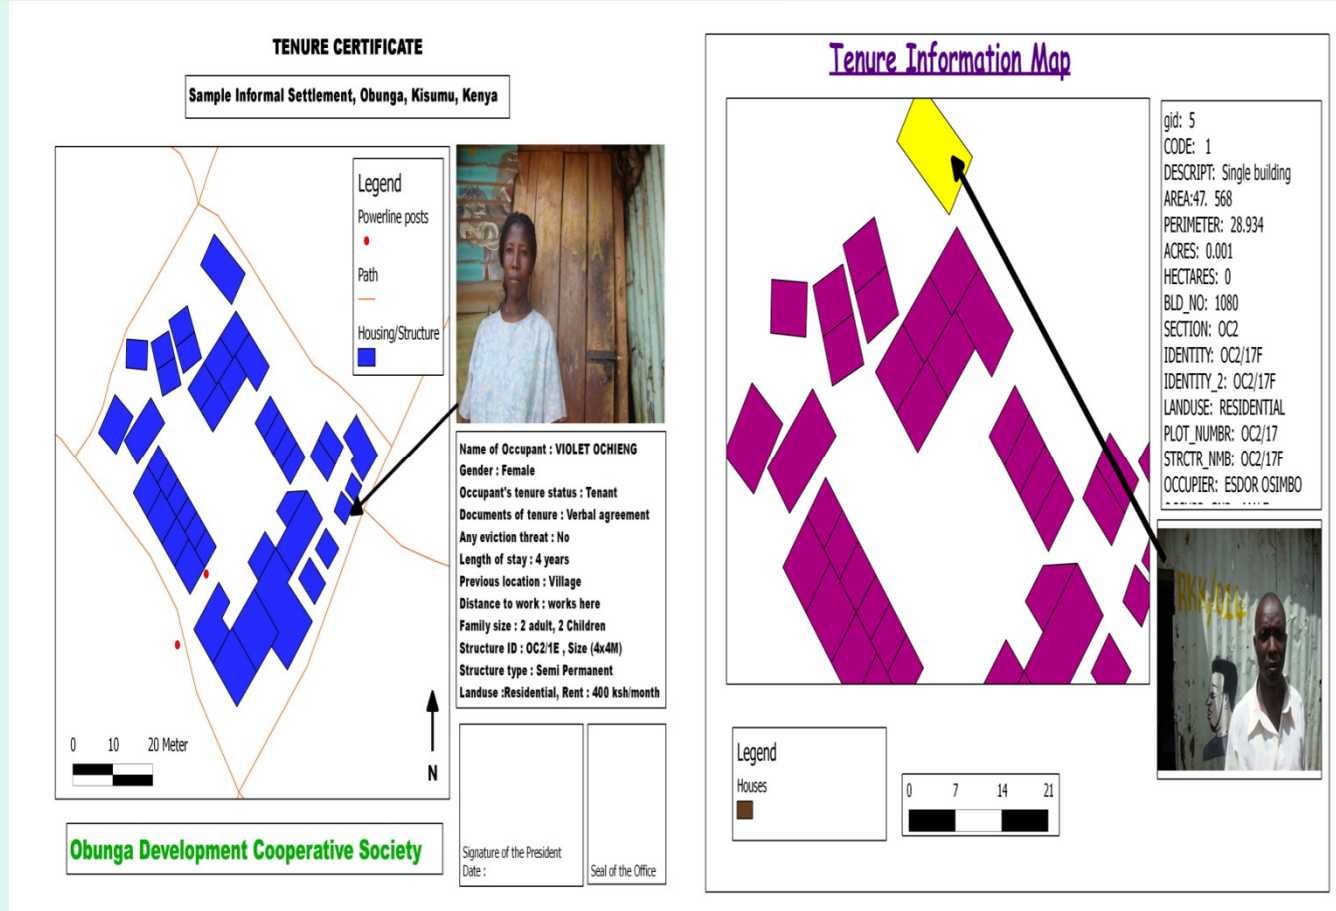 TENURE CERTIFICATE
Sample Informal Settlement, Obunga, Kisumu, Kenya
Legend
Powerline posts
Path
Housing/Structure
Name of Occupant : VIOLET OCHIENG
Gender : Female
Occupant's tenure status : Tenant
Documents of tenure : Verbal agreement
Any eviction threat : No
Length of stay : 4 years
Previous location : Village
Distance to work : works here
Family size : 2 adult, 2 Children
Structure ID : OC2/1E , Size (4x4M)
Structure type : Semi Permanent
Landuse :Residential, Rent : 400 ksh/month
0 10 20 Meter
N
Obunga Development Cooperative Society
Signature of the President
Date :
Seal of the Office
Tenure Information Map
gid: 5
CODE: 1
DESCRIPT: Single building
AREA:47. 568
PERIMETER: 28.934
ACRES: 0.001
HECTARES: 0
BLD_NO: 1080
SECTION: OC2
IDENTITY: OC2/17F
IDENTITY_2: OC2/17F
LANDUSE: RESIDENTIAL
PLOT_NUMBR: OC2/17
STRCTR_NMB: OC2/17F
OCCUPIER: ESDOR OSIMBO
RKK/014
Legend
Houses
0 7 14 21